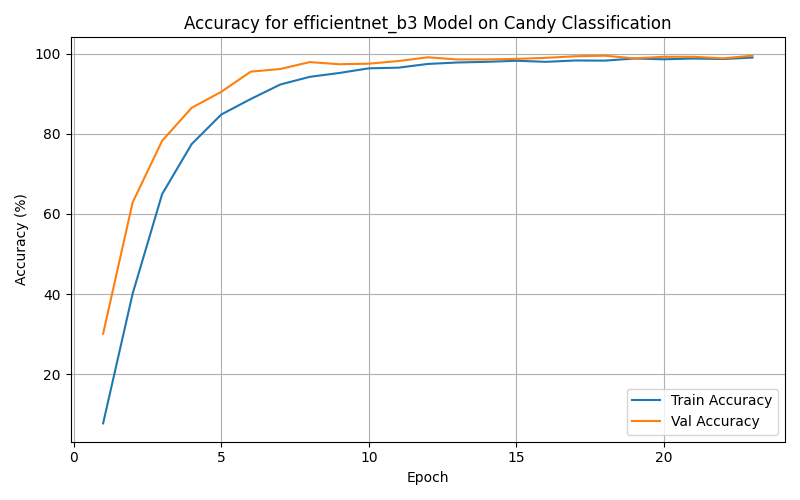 Accuracy for efficientnet_b3 Model on Candy Classification
Accuracy (%)
100
80
60
40
20
0 5 10 15 20
Epoch
Train Accuracy
Val Accuracy